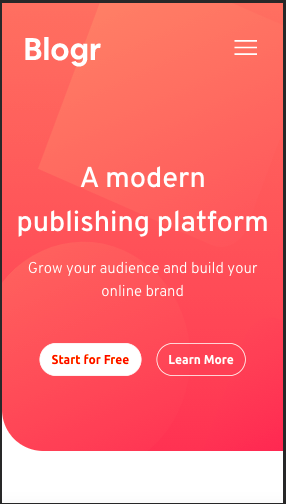 Blogr
A modern
publishing platform
Grow your audience and build your
online brand
Start for Free
Learn More